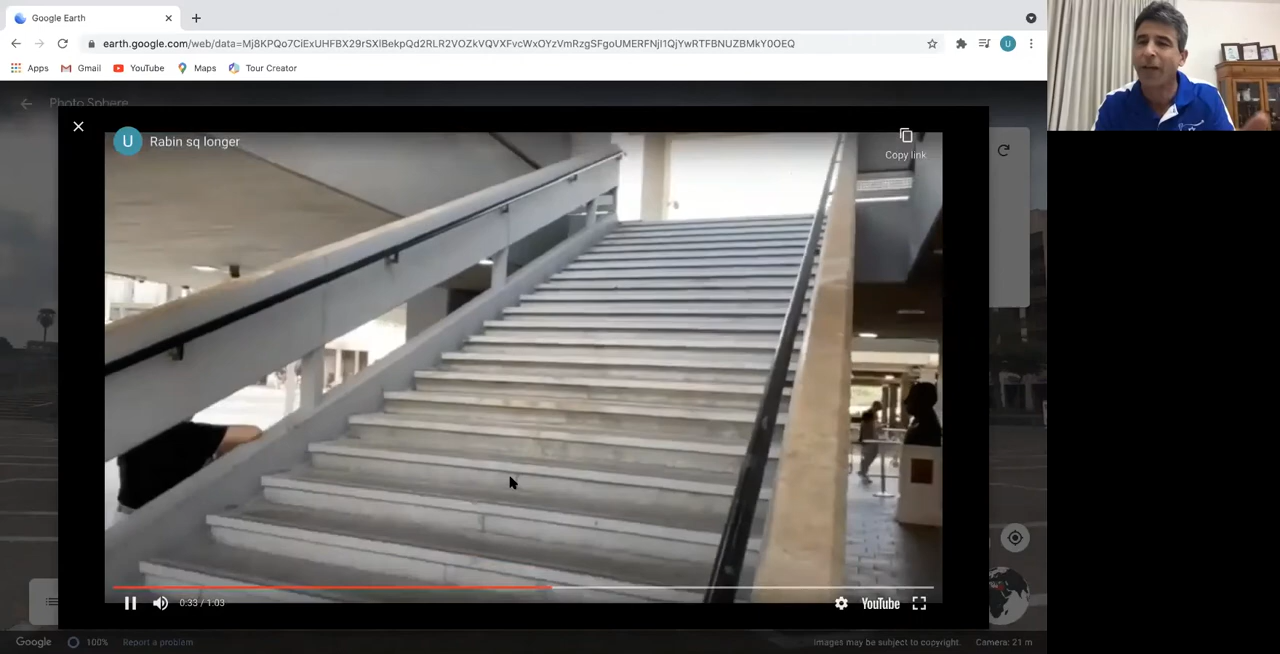 Google Earth
earth.google.com/web/data=Mj8KPQo7CiExUHFBX29rSXlBekpQd2RLR2VOZkVQVXFvcWxOYzVmRzgSFgoUMERFNjI1QjYwRTFBNUZBMkY0OEQ
Apps Gmail YouTube Maps Tour Creator
Photo Sphere
U Rabin sq longer
Copy link
0:33 / 1:03
YouTube
Google 100% Report a problem
Images may be subject to copyright. Camera: 21 m